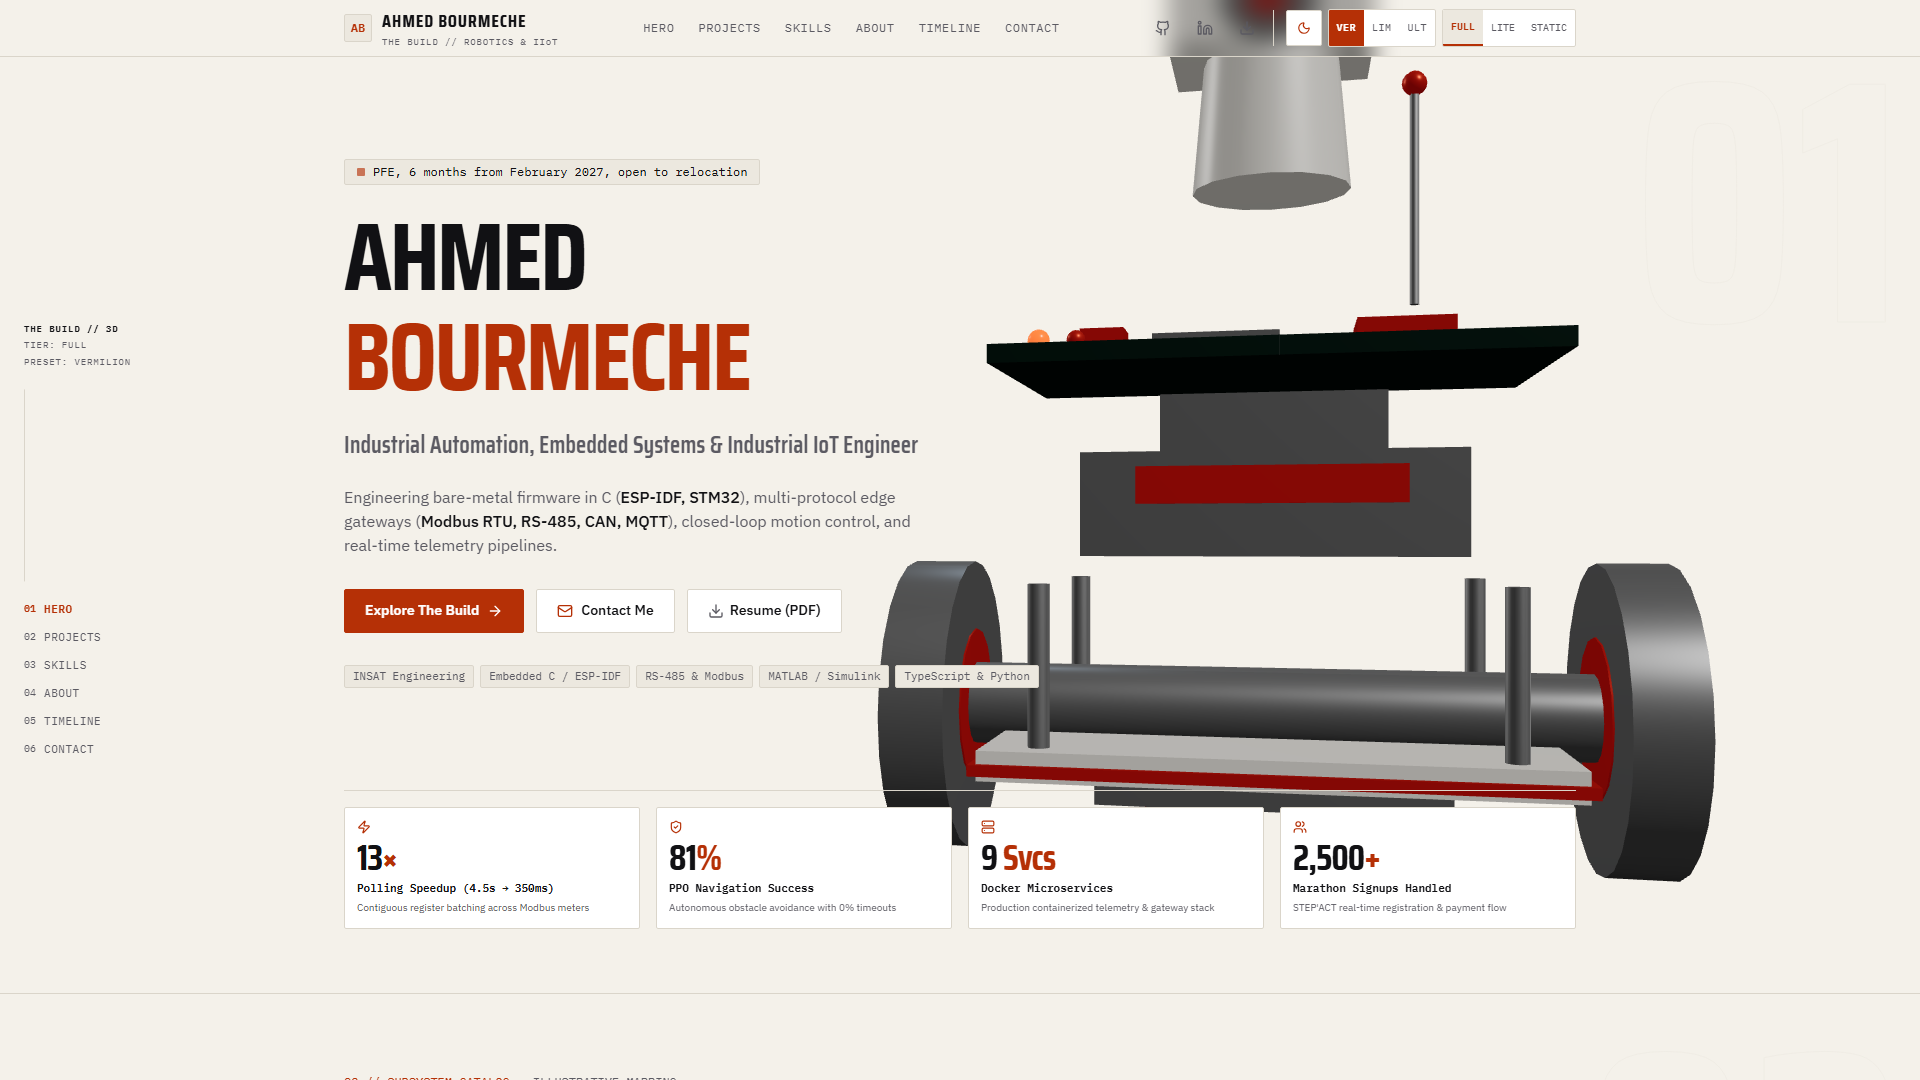 AB
AHMED BOURMECHE
THE BUILD // ROBOTICS & IIoT
HERO PROJECTS SKILLS ABOUT TIMELINE CONTACT
VER LIM ULT
FULL LITE STATIC
01
PFE, 6 months from February 2027, open to relocation
AHMED
BOURMECHE
Industrial Automation, Embedded Systems & Industrial IoT Engineer
Engineering bare-metal firmware in C (ESP-IDF, STM32), multi-protocol edge
gateways (Modbus RTU, RS-485, CAN, MQTT), closed-loop motion control, and
real-time telemetry pipelines.
Explore The Build →
Contact Me
Resume (PDF)
INSAT Engineering
Embedded C / ESP-IDF
RS-485 & Modbus
MATLAB / Simulink
TypeScript & Python
THE BUILD // 3D
TIER: FULL
PRESET: VERMILION
01 HERO
02 PROJECTS
03 SKILLS
04 ABOUT
05 TIMELINE
06 CONTACT
13×
Polling Speedup (4.5s → 350ms)
Contiguous register batching across Modbus meters
81%
PPO Navigation Success
Autonomous obstacle avoidance with 0% timeouts
9 Svcs
Docker Microservices
Production containerized telemetry & gateway stack
2,500+
Marathon Signups Handled
STEP'ACT real-time registration & payment flow